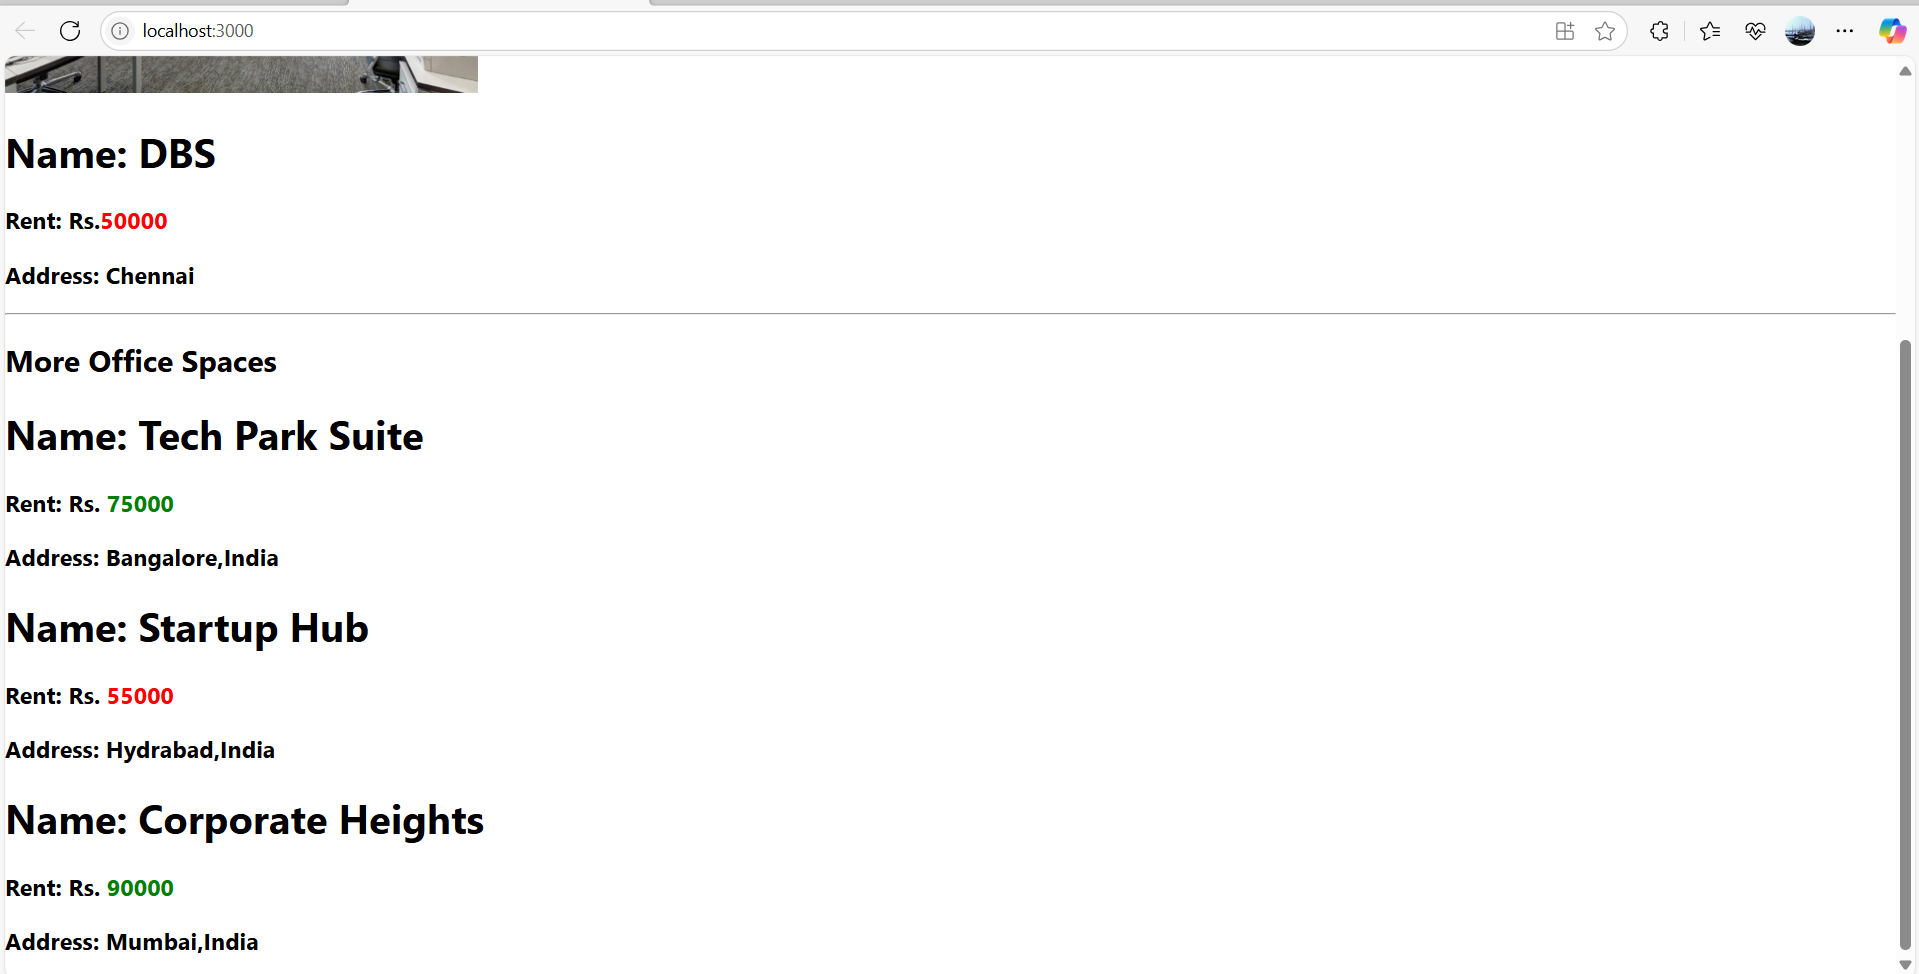 localhost:3000
Name: DBS
Rent: Rs.50000
Address: Chennai
More Office Spaces
Name: Tech Park Suite
Rent: Rs. 75000
Address: Bangalore,India
Name: Startup Hub
Rent: Rs. 55000
Address: Hydrabad,India
Name: Corporate Heights
Rent: Rs. 90000
Address: Mumbai,India